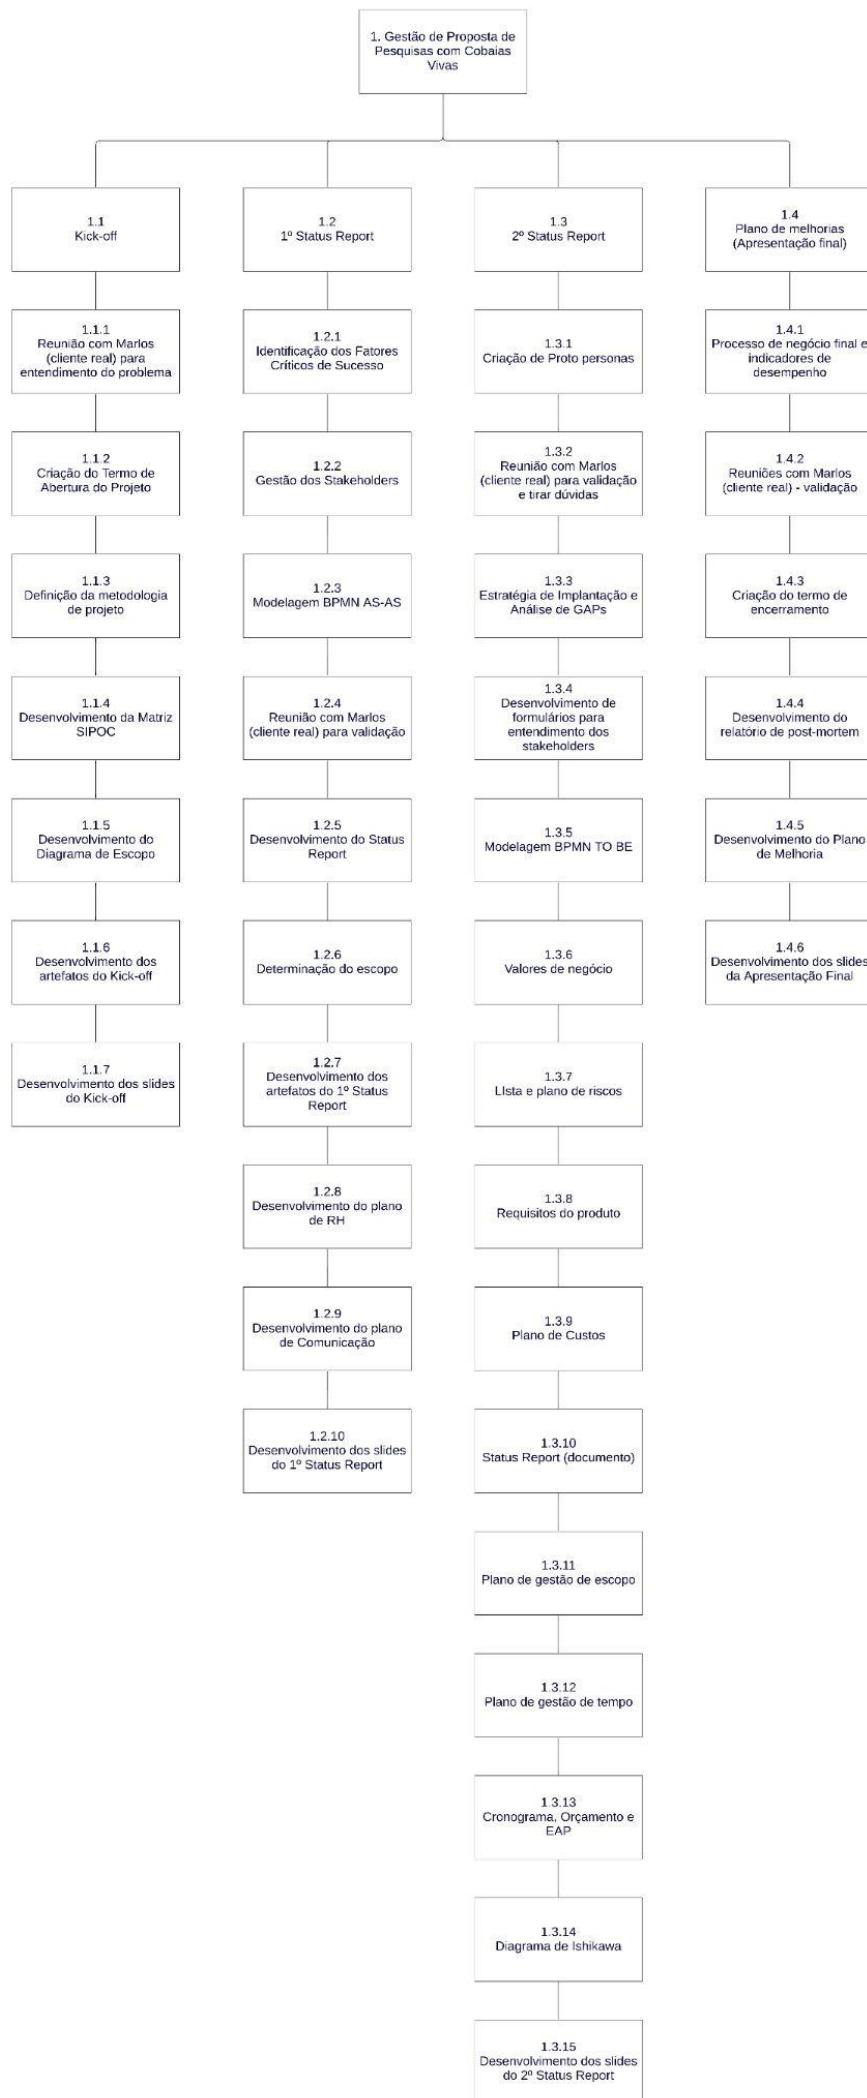 1. Gestão de Proposta de
Pesquisas com Cobaias
Vivas
1.1
Kick-off
1.1.1
Reunião com Marlos
(cliente real) para
entendimento do problema
1.1.2
Criação do Termo de
Abertura do Projeto
1.1.3
Definição da metodologia
de projeto
1.1.4
Desenvolvimento da Matriz
SIPOC
1.1.5
Desenvolvimento do
Diagrama de Escopo
1.1.6
Desenvolvimento dos
artefatos do Kick-off
1.1.7
Desenvolvimento dos slides
do Kick-off
1.2
1º Status Report
1.2.1
Identificação dos Fatores
Críticos de Sucesso
1.2.2
Gestão dos Stakeholders
1.2.3
Modelagem BPMN AS-AS
1.2.4
Reunião com Marlos
(cliente real) para validação
1.2.5
Desenvolvimento do Status
Report
1.2.6
Determinação do escopo
1.2.7
Desenvolvimento dos
artefatos do 1º Status
Report
1.2.8
Desenvolvimento do plano
de RH
1.2.9
Desenvolvimento do plano
de Comunicação
1.2.10
Desenvolvimento dos slides
do 1º Status Report
1.3
2º Status Report
1.3.1
Criação de Proto personas
1.3.2
Reunião com Marlos
(cliente real) para validação
e tirar dúvidas
1.3.3
Estratégia de Implantação e
Análise de GAPs
1.3.4
Desenvolvimento de
formulários para
entendimento dos
stakeholders
1.3.5
Modelagem BPMN TO BE
1.3.6
Valores de negócio
1.3.7
LIsta e plano de riscos
1.3.8
Requisitos do produto
1.3.9
Plano de Custos
1.3.10
Status Report (documento)
1.3.11
Plano de gestão de escopo
1.3.12
Plano de gestão de tempo
1.3.13
Cronograma, Orçamento e
EAP
1.3.14
Diagrama de Ishikawa
1.3.15
Desenvolvimento dos slides
do 2º Status Report
1.4
Plano de melhorias
(Apresentação final)
1.4.1
Processo de negócio final e
indicadores de
desempenho
1.4.2
Reuniões com Marlos
(cliente real) - validação
1.4.3
Criação do termo de
encerramento
1.4.4
Desenvolvimento do
relatório de post-mortem
1.4.5
Desenvolvimento do Plano
de Melhoria
1.4.6
Desenvolvimento dos slides
da Apresentação Final